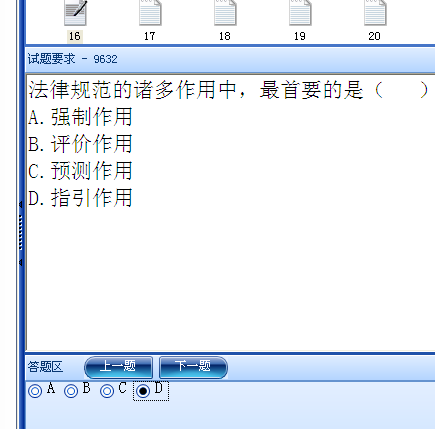 16 17 18 19 20
试题要求 - 9632
法律规范的诸多作用中，最首要的是（ ）
A.强制作用
B.评价作用
C.预测作用
D.指引作用
答题区 上一题 下一题
A B C D